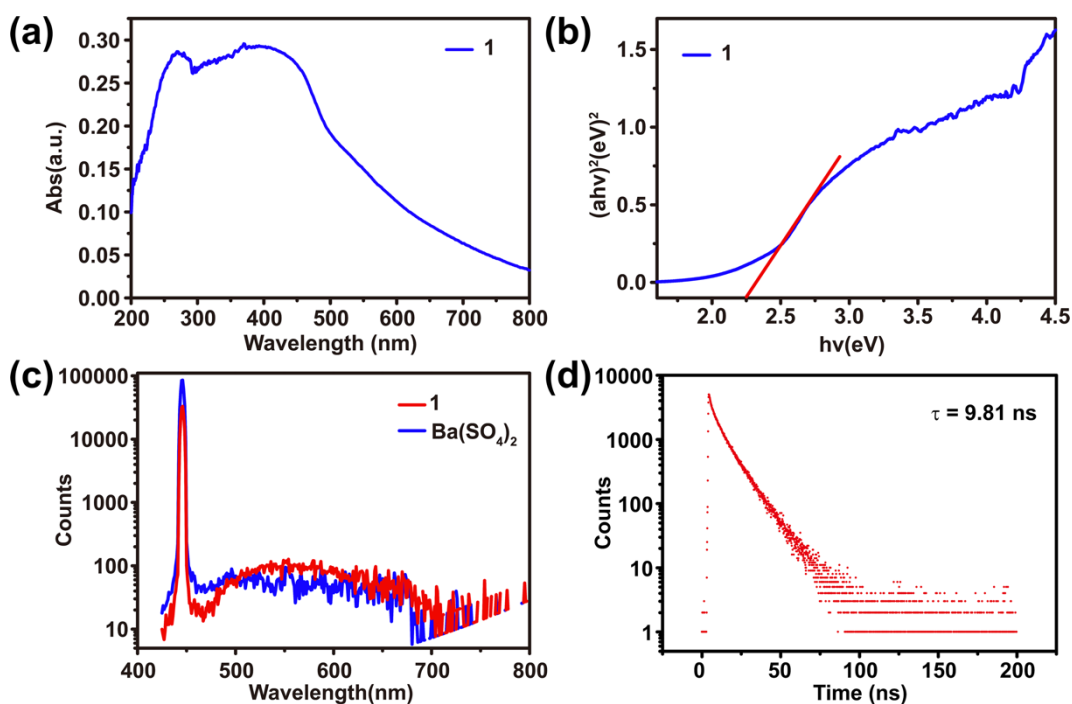 (a)
1
0.30
0.25
0.20
0.15
0.10
0.05
0.00
Abs(a.u.)
200 300 400 500 600 700 800
Wavelength (nm)
(b)
1
1.5
1.0
0.5
0.0
(ahv)²(eV)²
2.0 2.5 3.0 3.5 4.0 4.5
hv(eV)
(c)
1
Ba(SO₄)₂
100000
10000
1000
100
10
Counts
400 500 600 700 800
Wavelength(nm)
(d)
τ = 9.81 ns
10000
1000
100
10
1
Counts
0 50 100 150 200
Time (ns)